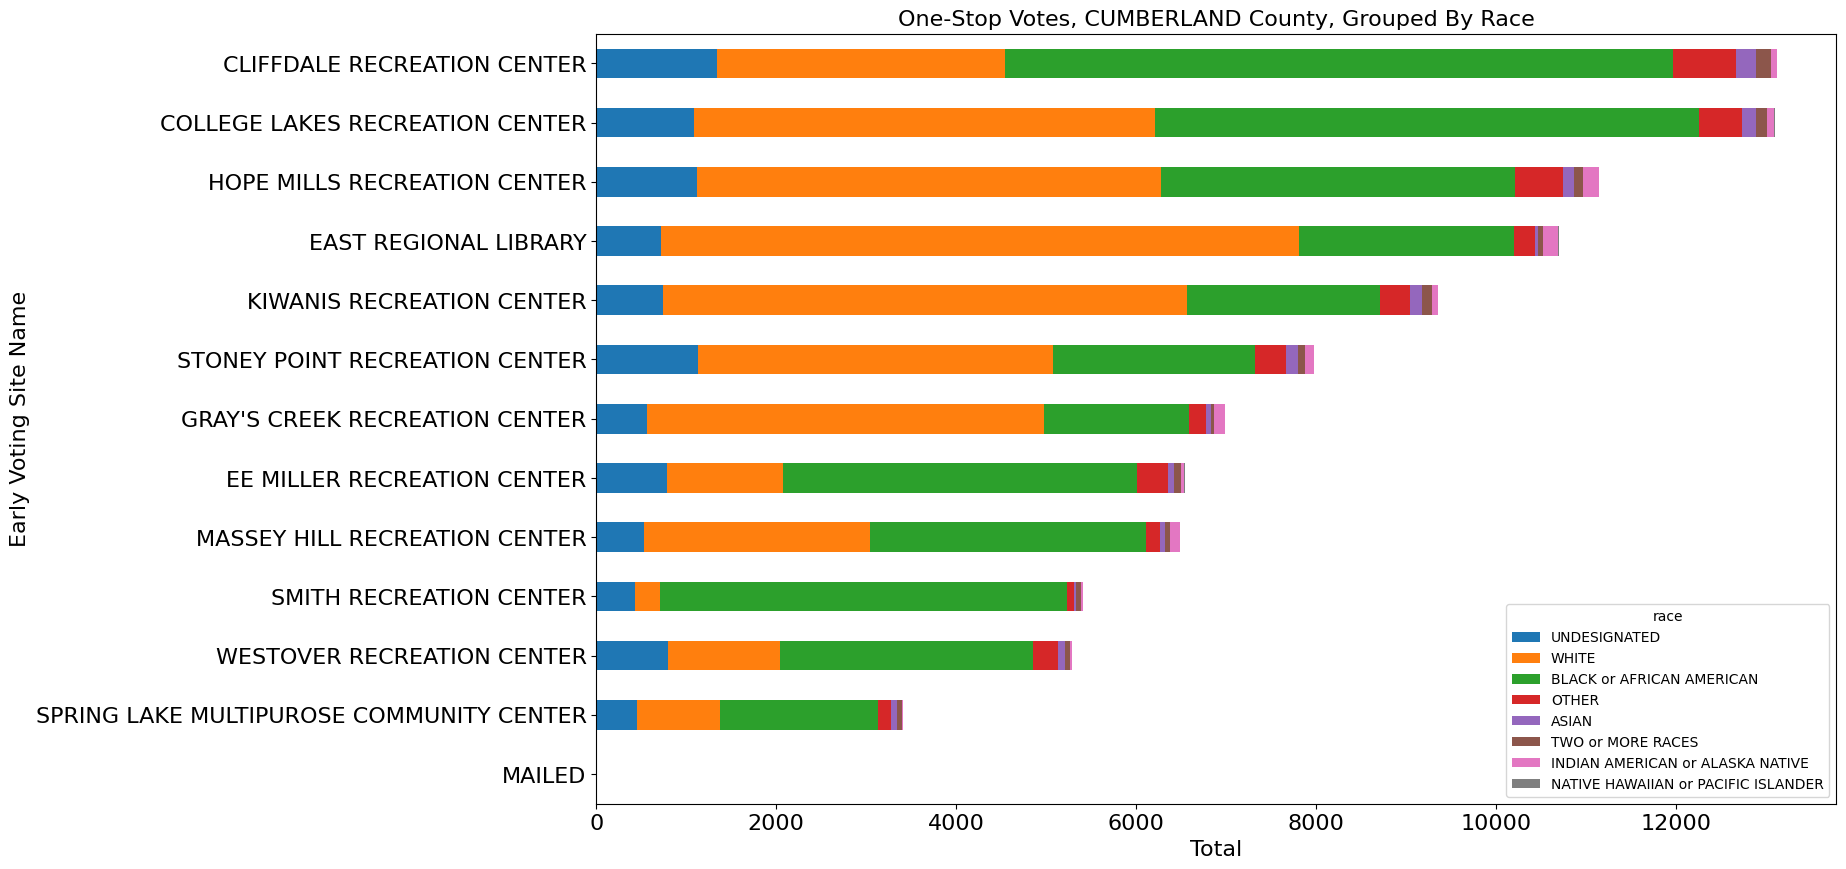 One-Stop Votes, CUMBERLAND County, Grouped By Race
Early Voting Site Name
CLIFFDALE RECREATION CENTER
COLLEGE LAKES RECREATION CENTER
HOPE MILLS RECREATION CENTER
EAST REGIONAL LIBRARY
KIWANIS RECREATION CENTER
STONEY POINT RECREATION CENTER
GRAY'S CREEK RECREATION CENTER
EE MILLER RECREATION CENTER
MASSEY HILL RECREATION CENTER
SMITH RECREATION CENTER
WESTOVER RECREATION CENTER
SPRING LAKE MULTIPUROSE COMMUNITY CENTER
MAILED
race
UNDESIGNATED
WHITE
BLACK or AFRICAN AMERICAN
OTHER
ASIAN
TWO or MORE RACES
INDIAN AMERICAN or ALASKA NATIVE
NATIVE HAWAIIAN or PACIFIC ISLANDER
0 2000 4000 6000 8000 10000 12000
Total